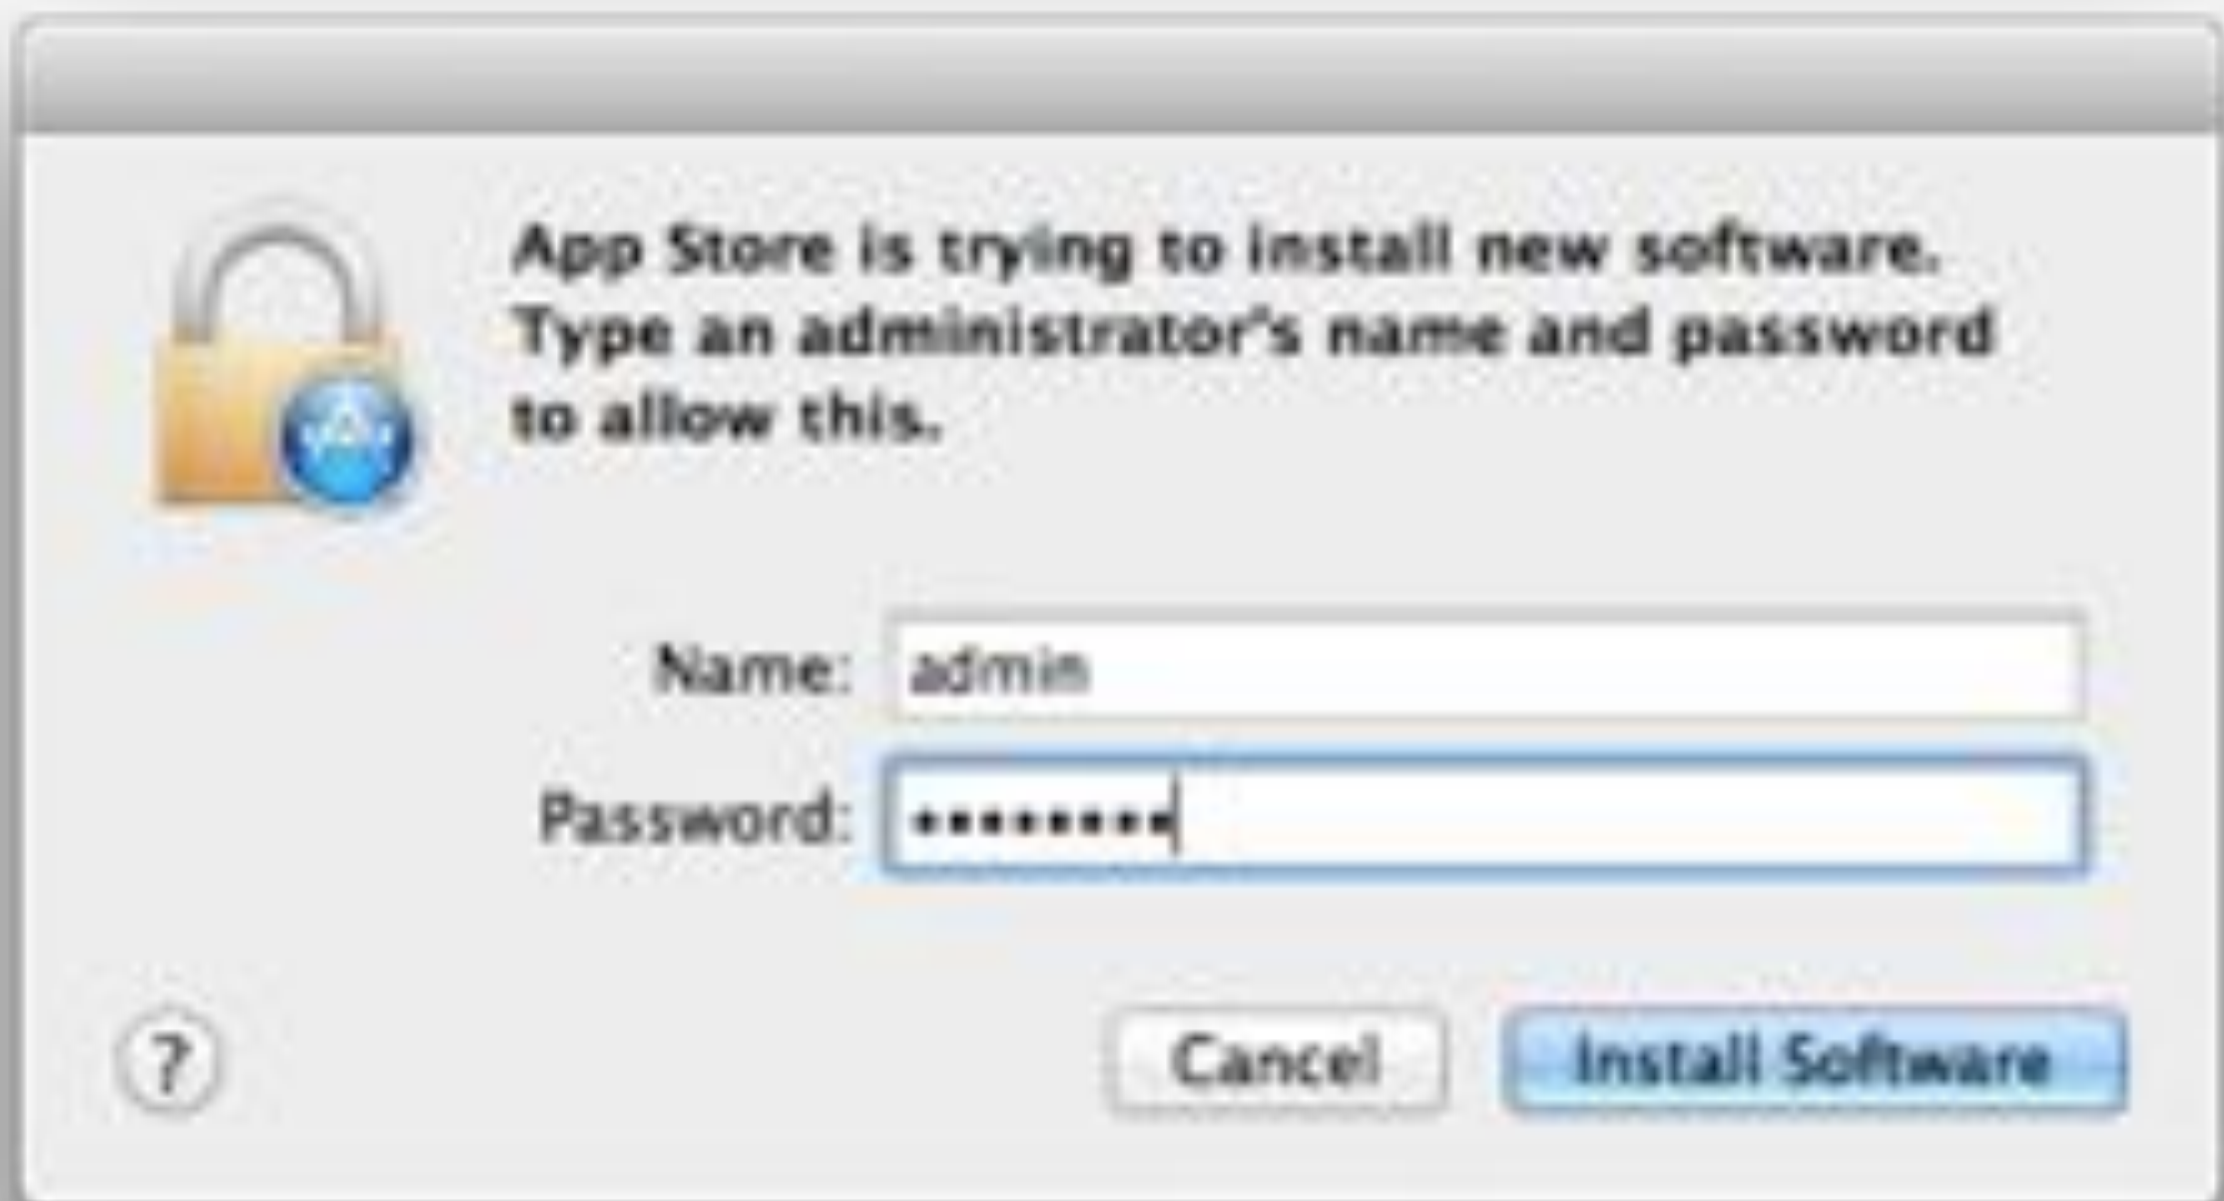 App Store is trying to install new software.
Type an administrator's name and password
to allow this.
Name: admin
Password: ••••••••
? Cancel Install Software